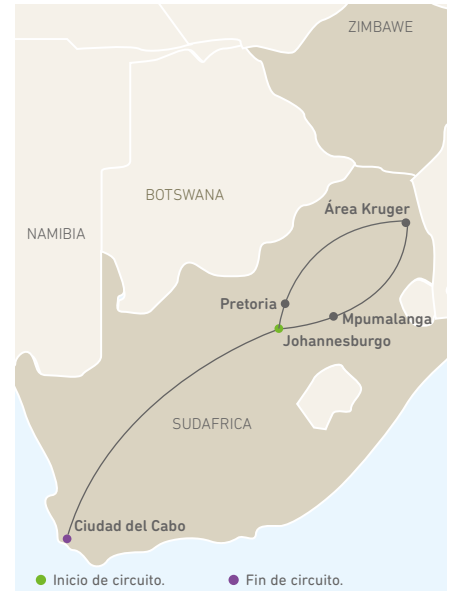 ZIMBAWE
BOTSWANA
Área Kruger
NAMIBIA
Pretoria
Mpumalanga
Johannesburgo
SUDAFRICA
Ciudad del Cabo
Inicio de circuito.
Fin de circuito.